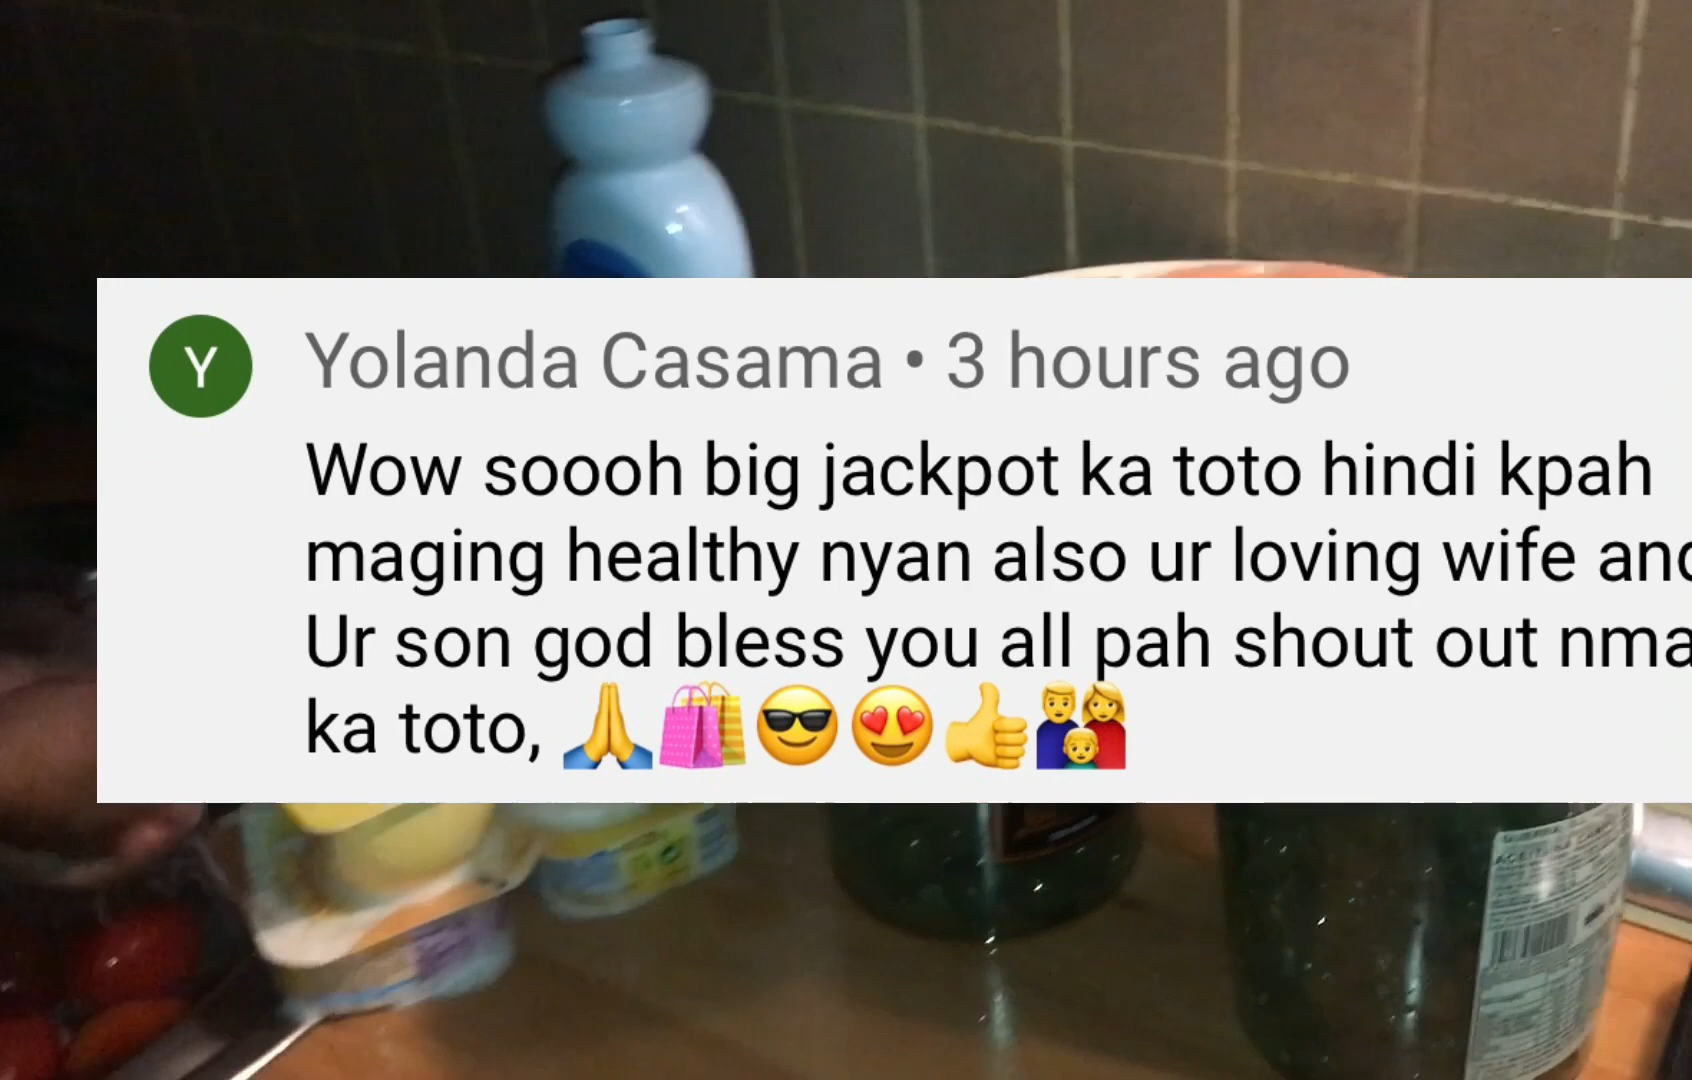 Y
Yolanda Casama • 3 hours ago
Wow soooh big jackpot ka toto hindi kpah
maging healthy nyan also ur loving wife and
Ur son god bless you all pah shout out nma
ka toto, 🙏🛍️😎😍👍👨‍👩‍👦